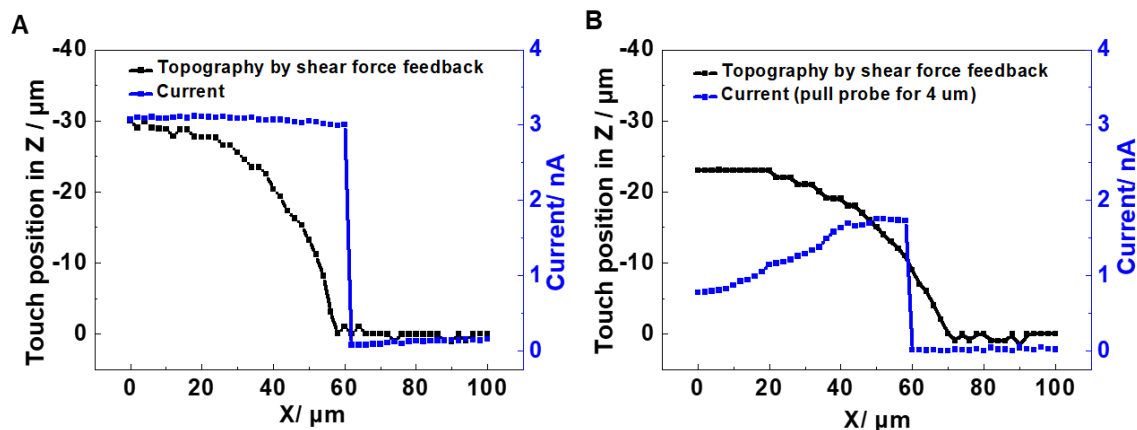 A
Touch position in Z / µm
-40
-30
-20
-10
0
Topography by shear force feedback
Current
4
3
2
1
0
Current/ nA
0 20 40 60 80 100
X/ µm
B
Touch position in Z / µm
-40
-30
-20
-10
0
Topography by shear force feedback
Current (pull probe for 4 um)
4
3
2
1
0
Current/ nA
0 20 40 60 80 100
X/ µm